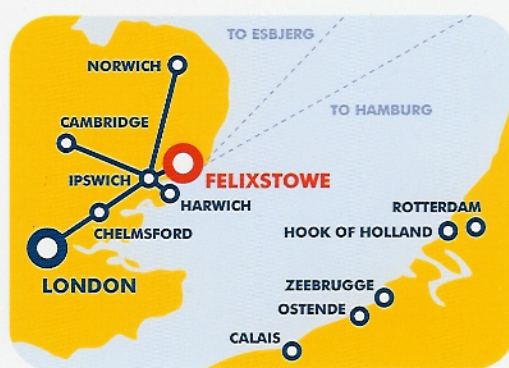 TO ESBJERG
NORWICH
TO HAMBURG
CAMBRIDGE
IPSWICH
FELIXSTOWE
HARWICH
ROTTERDAM
CHELMSFORD
HOOK OF HOLLAND
LONDON
ZEEBRUGGE
OSTENDE
CALAIS